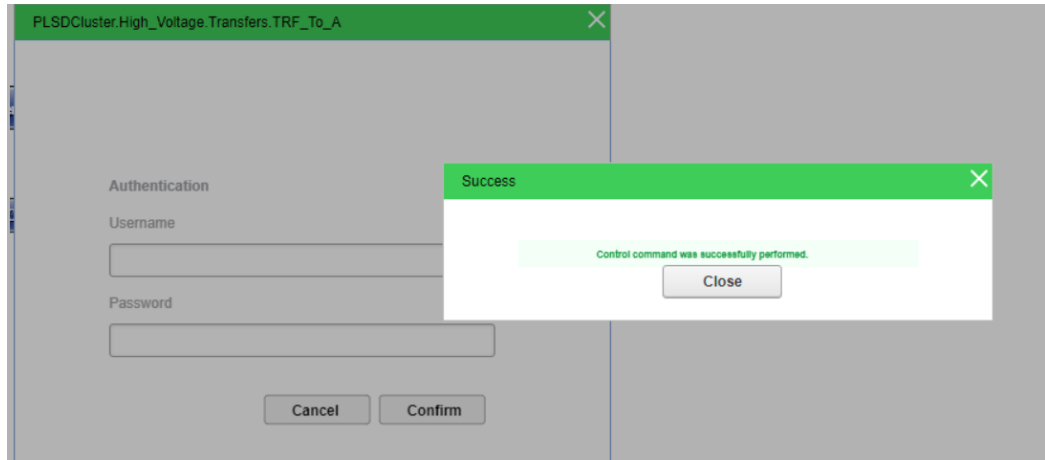 PLSDCluster.High_Voltage.Transfers.TRF_To_A
Authentication
Username
Password
Cancel
Confirm
Success
Control command was successfully performed.
Close